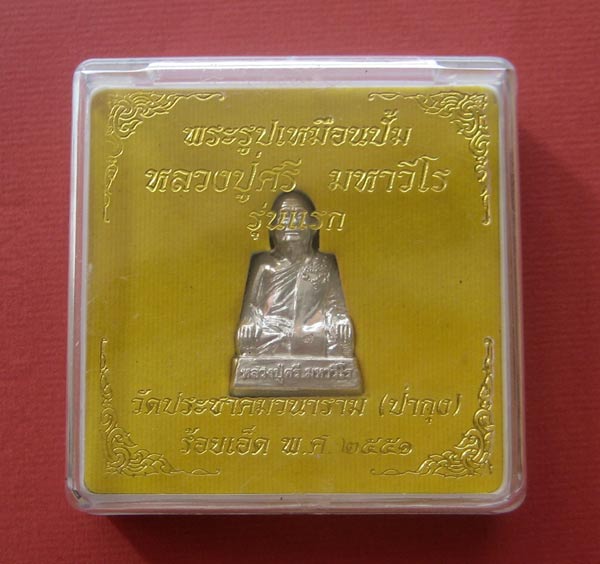 พระรูปเหมือนปั้ม
หลวงปู่ศรี มหาวีโร
รุ่นแรก
๑
หลวงปู่ศรี มหาวีโร
วัดประชาคมวนาราม (ป่ากุง)
ร้อยเอ็ด พ.ศ. ๒๕๕๑